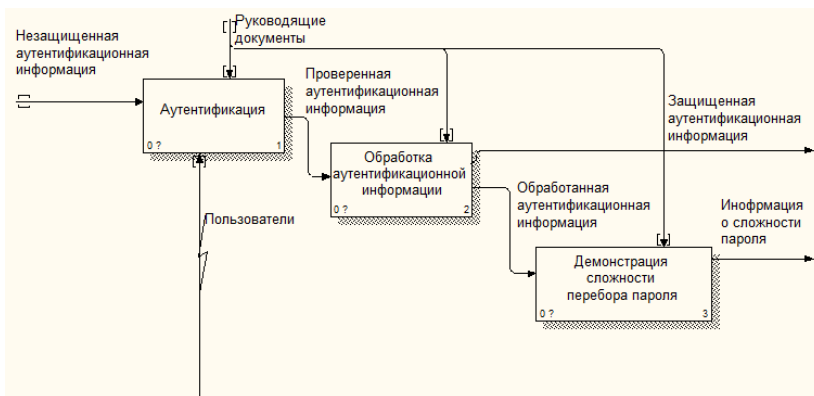 Незащищенная
аутентификационная
информация
Руководящие
документы
Аутентификация
0 ?
1
Проверенная
аутентификационная
информация
Обработка
аутентификационной
информации
0 ?
2
Защищенная
аутентификационная
информация
Пользователи
Обработанная
аутентификационная
информация
Инофрмация
о сложности
пароля
Демонстрация
сложности
перебора пароля
0 ?
3